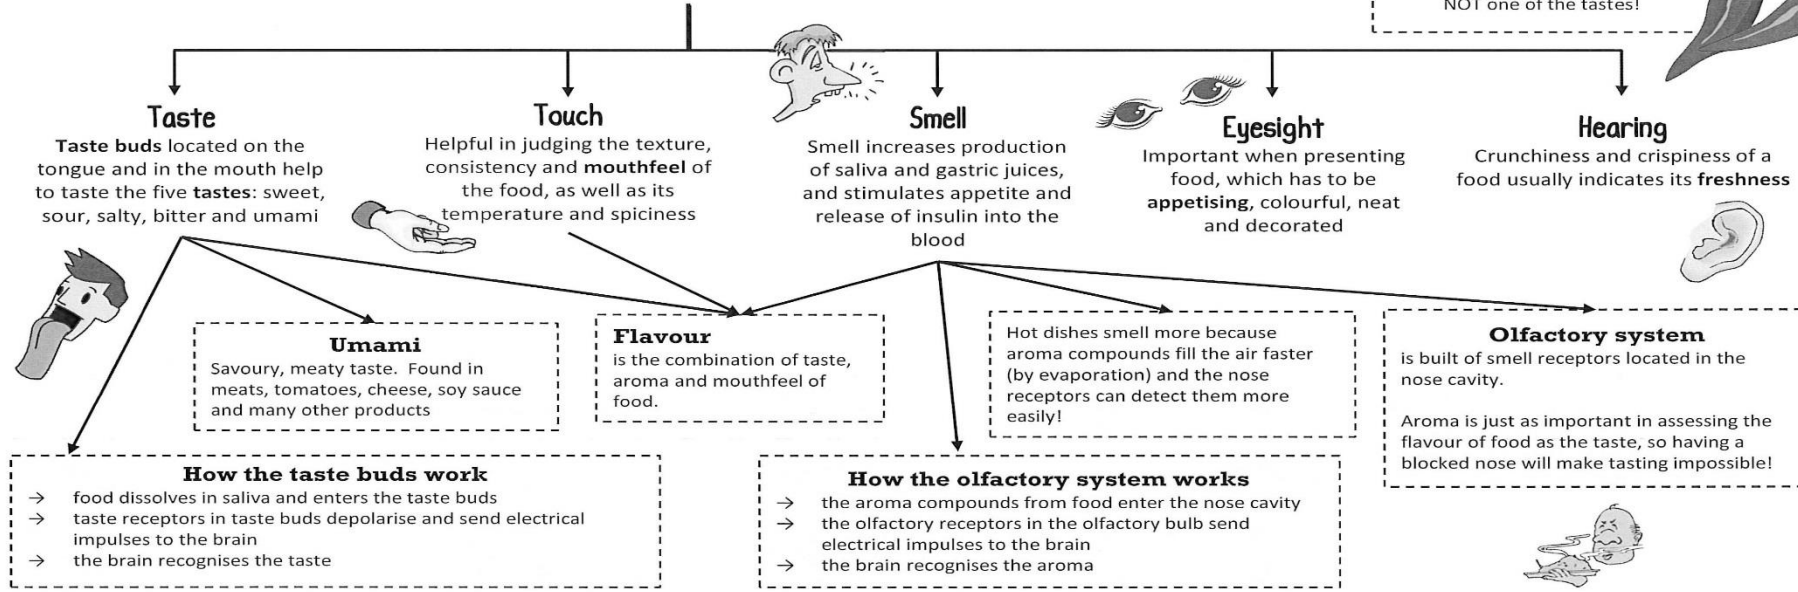 NOT one of the tastes!
Taste
Taste buds located on the
tongue and in the mouth help
to taste the five tastes: sweet,
sour, salty, bitter and umami
Touch
Helpful in judging the texture,
consistency and mouthfeel of
the food, as well as its
temperature and spiciness
Smell
Smell increases production
of saliva and gastric juices,
and stimulates appetite and
release of insulin into the
blood
Eyesight
Important when presenting
food, which has to be
appetising, colourful, neat
and decorated
Hearing
Crunchiness and crispiness of a
food usually indicates its freshness
Umami
Savoury, meaty taste. Found in
meats, tomatoes, cheese, soy sauce
and many other products
Flavour
is the combination of taste,
aroma and mouthfeel of
food.
Hot dishes smell more because
aroma compounds fill the air faster
(by evaporation) and the nose
receptors can detect them more
easily!
Olfactory system
is built of smell receptors located in the
nose cavity.
Aroma is just as important in assessing the
flavour of food as the taste, so having a
blocked nose will make tasting impossible!
How the taste buds work
→ food dissolves in saliva and enters the taste buds
→ taste receptors in taste buds depolarise and send electrical
impulses to the brain
→ the brain recognises the taste
How the olfactory system works
→ the aroma compounds from food enter the nose cavity
→ the olfactory receptors in the olfactory bulb send
electrical impulses to the brain
→ the brain recognises the aroma